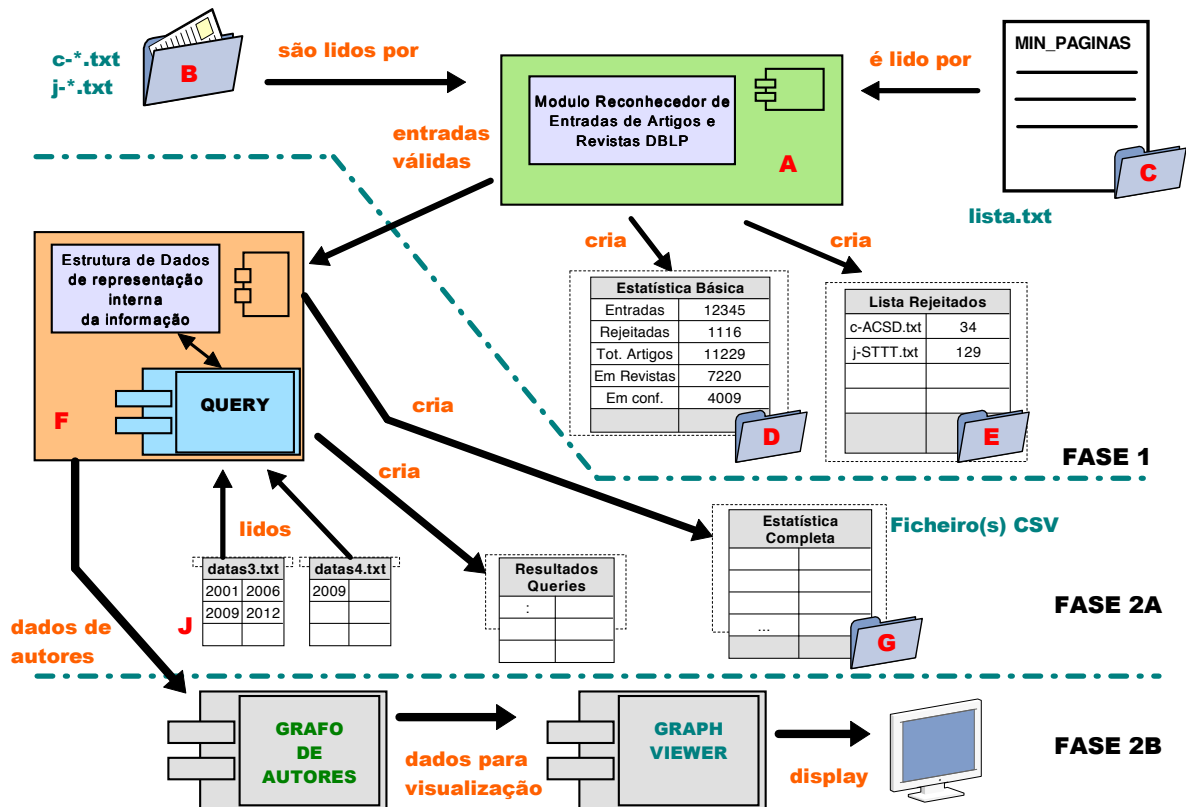 c-*.txt
j-*.txt
B
são lidos por
Modulo Reconhecedor de
Entradas de Artigos e
Revistas DBLP
A
é lido por
MIN_PAGINAS
C
lista.txt
entradas
válidas
cria
cria
Estrutura de Dados
de representação
interna
da informação
QUERY
F
Estatística Básica
Entradas 12345
Rejeitadas 1116
Tot. Artigos 11229
Em Revistas 7220
Em conf. 4009
D
Lista Rejeitados
c-ACSD.txt 34
j-STTT.txt 129
E
FASE 1
cria
cria
lidos
datas3.txt
2001 2006
2009 2012
J
datas4.txt
2009
Resultados
Queries
:
Estatística
Completa
...
G
Ficheiro(s) CSV
FASE 2A
dados de
autores
GRAFO
DE
AUTORES
dados para
visualização
GRAPH
VIEWER
display
FASE 2B